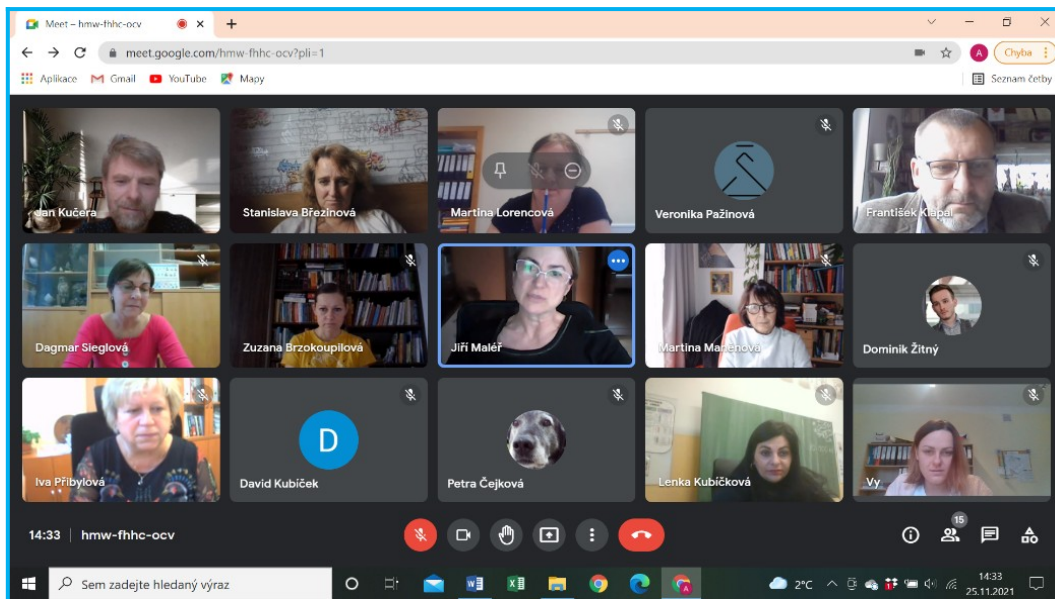 Meet – hmw-fhhc-ocv
meet.google.com/hmw-fhhc-ocv?pli=1
Chyba
Aplikace Gmail YouTube Mapy Seznam četby
Jan Kučera Stanislava Březinová Martina Lorencová Veronika Pažinová František Klapal
Dagmar Sieglová Zuzana Brzokoupilová Jiří Maléř Martina Maněnová Dominik Žitný
Iva Přibylová D David Kubíček Petra Čejková Lenka Kubíčková Vy
14:33 | hmw-fhhc-ocv 15
Sem zadejte hledaný výraz 2°C 14:33
25.11.2021